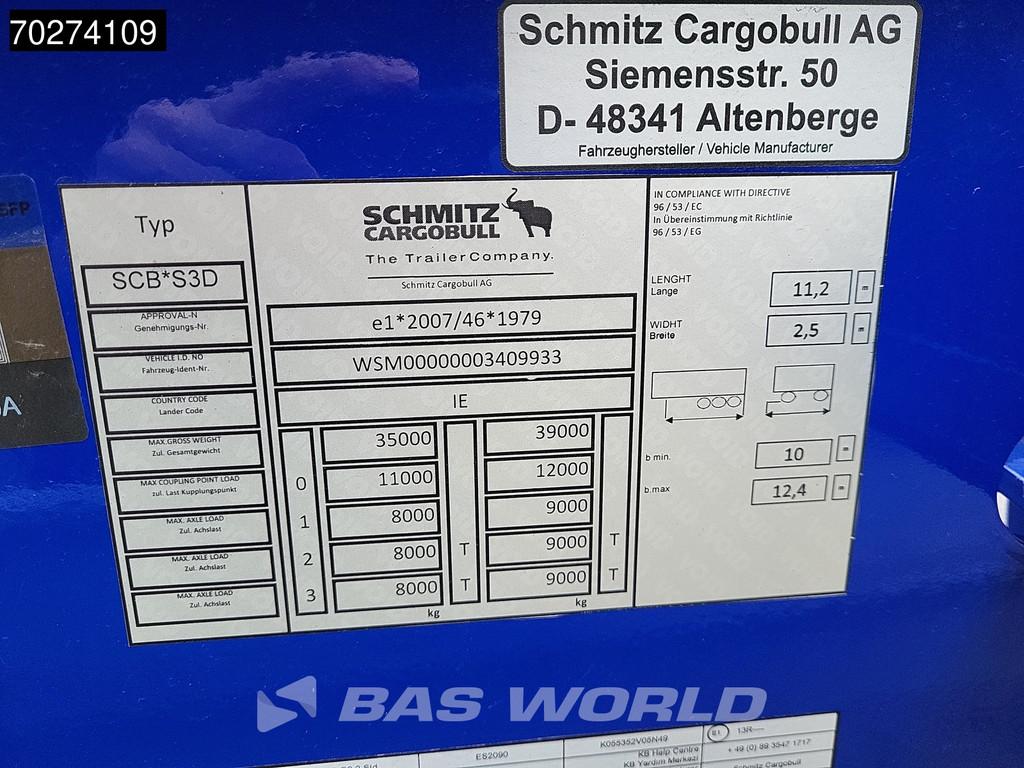 70274109
Schmitz Cargobull AG
Siemensstr. 50
D- 48341 Altenberge
Fahrzeughersteller / Vehicle Manufacturer
Typ
SCB*S3D
APPROVAL-N
Genehmigungs-Nr.
VEHICLE I.D. NO
Fahrzeug-Ident-Nr.
COUNTRY CODE
Lander Code
MAX.GROSS WEIGHT
Zul. Gesamtgewicht
MAX COUPLING POINT LOAD
zul. Last Kupplungspunkt
MAX. AXLE LOAD
Zul. Achslast
MAX. AXLE LOAD
Zul. Achslast
MAX. AXLE LOAD
Zul. Achslast
SCHMITZ
CARGOBULL
The Trailer Company.
Schmitz Cargobull AG
e1*2007/46*1979
WSM00000003409933
IE
35000 39000
0 11000 12000
1 8000 9000
2 8000 T 9000 T
3 8000 T 9000 T
kg kg
IN COMPLIANCE WITH DIRECTIVE
96 / 53 / EC
In Übereinstimmung mit Richtlinie
96 / 53 / EG
LENGHT
Lange
11,2 =
WIDHT
Breite
2,5 =
b min. 10 =
b.max 12,4 =
BAS WORLD
ES2090
K055352V05N49
KB Help Centre
KB Yardım Merkezi
E1 13R
+ 49 (0) 89 3547 1717
Schmitz Cargobull